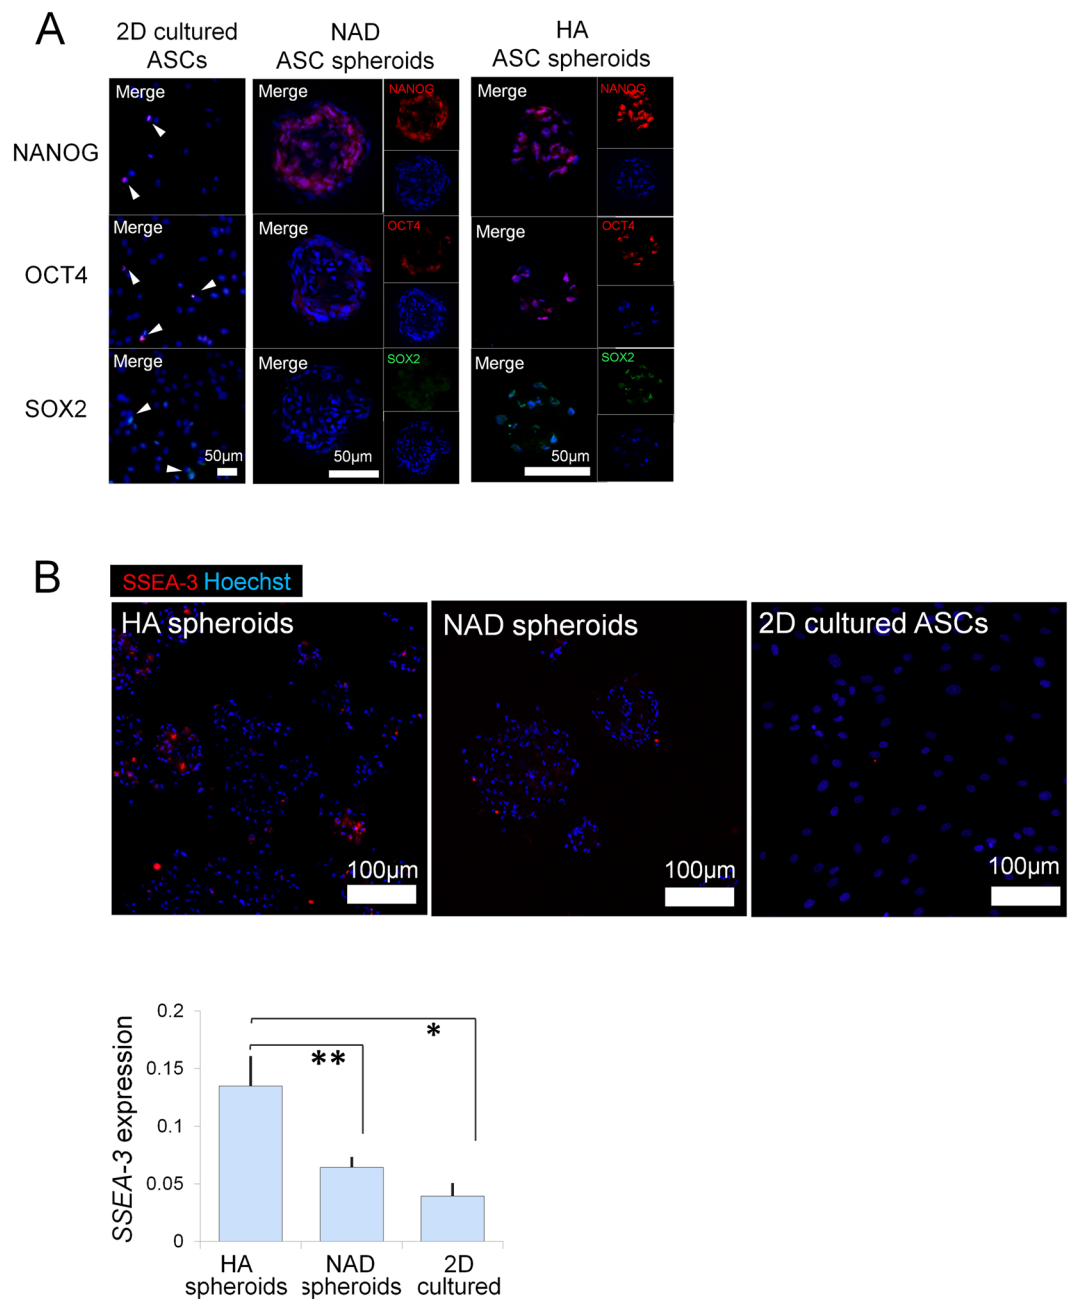 A
2D cultured
ASCs
NAD
ASC spheroids
HA
ASC spheroids
NANOG
Merge
Merge
NANOG
Merge
NANOG
OCT4
Merge
Merge
OCT4
Merge
OCT4
SOX2
Merge
50μm
Merge
50μm
SOX2
Merge
50μm
SOX2
B
SSEA-3 Hoechst
HA spheroids
100μm
NAD spheroids
100μm
2D cultured ASCs
100μm
SSEA-3 expression
0.2
0.15
0.1
0.05
0
*
**
HA
spheroids
NAD
spheroids
2D
cultured